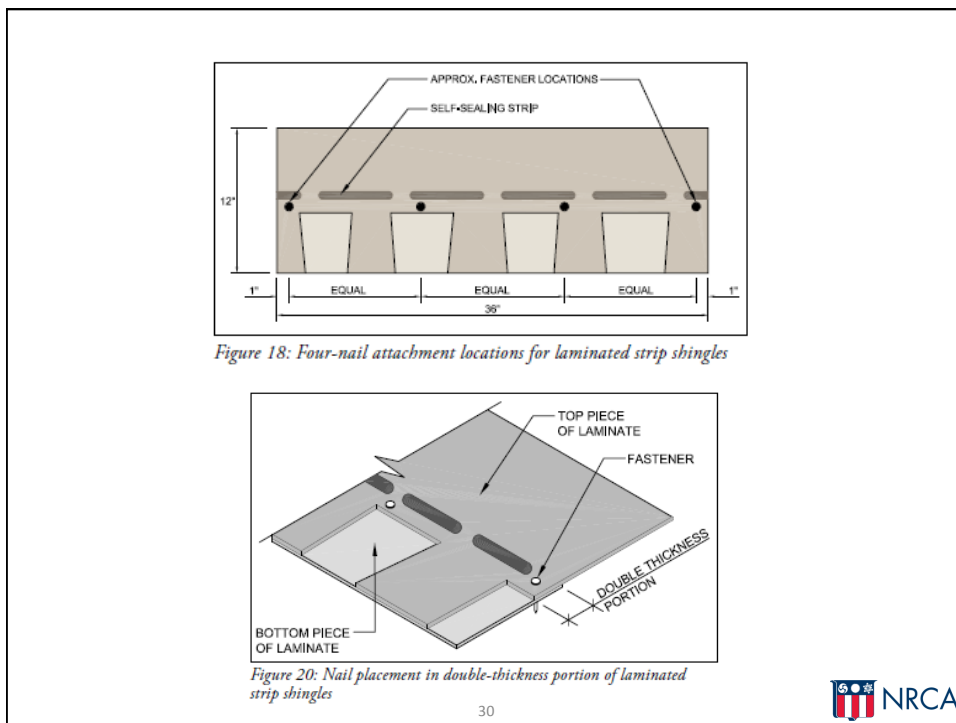 APPROX. FASTENER LOCATIONS
SELF-SEALING STRIP
12"
1"
EQUAL
EQUAL
EQUAL
1"
36"
Figure 18: Four-nail attachment locations for laminated strip shingles
TOP PIECE
OF LAMINATE
FASTENER
DOUBLE THICKNESS
PORTION
BOTTOM PIECE
OF LAMINATE
Figure 20: Nail placement in double-thickness portion of laminated
strip shingles
30
NRCA